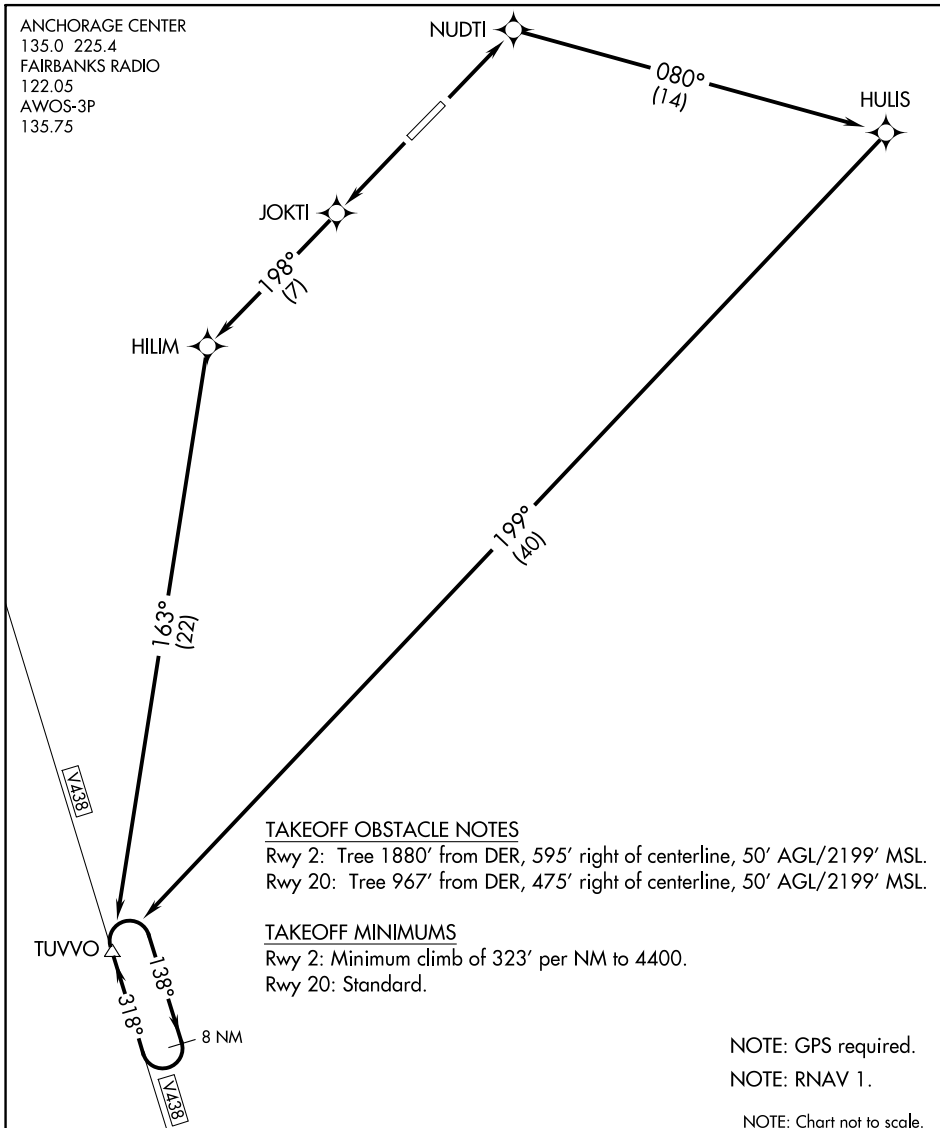 ANCHORAGE CENTER
135.0 225.4
FAIRBANKS RADIO
122.05
AWOS-3P
135.75
NUDTI
080°
(14)
HULIS
JOKTI
198°
(7)
HILIM
199°
(40)
163°
(22)
V438
TAKEOFF OBSTACLE NOTES
Rwy 2: Tree 1880' from DER, 595' right of centerline, 50' AGL/2199' MSL.
Rwy 20: Tree 967' from DER, 475' right of centerline, 50' AGL/2199' MSL.
TAKEOFF MINIMUMS
Rwy 2: Minimum climb of 323' per NM to 4400.
Rwy 20: Standard.
TUVVO
138°
318°
8 NM
V438
NOTE: GPS required.
NOTE: RNAV 1.
NOTE: Chart not to scale.